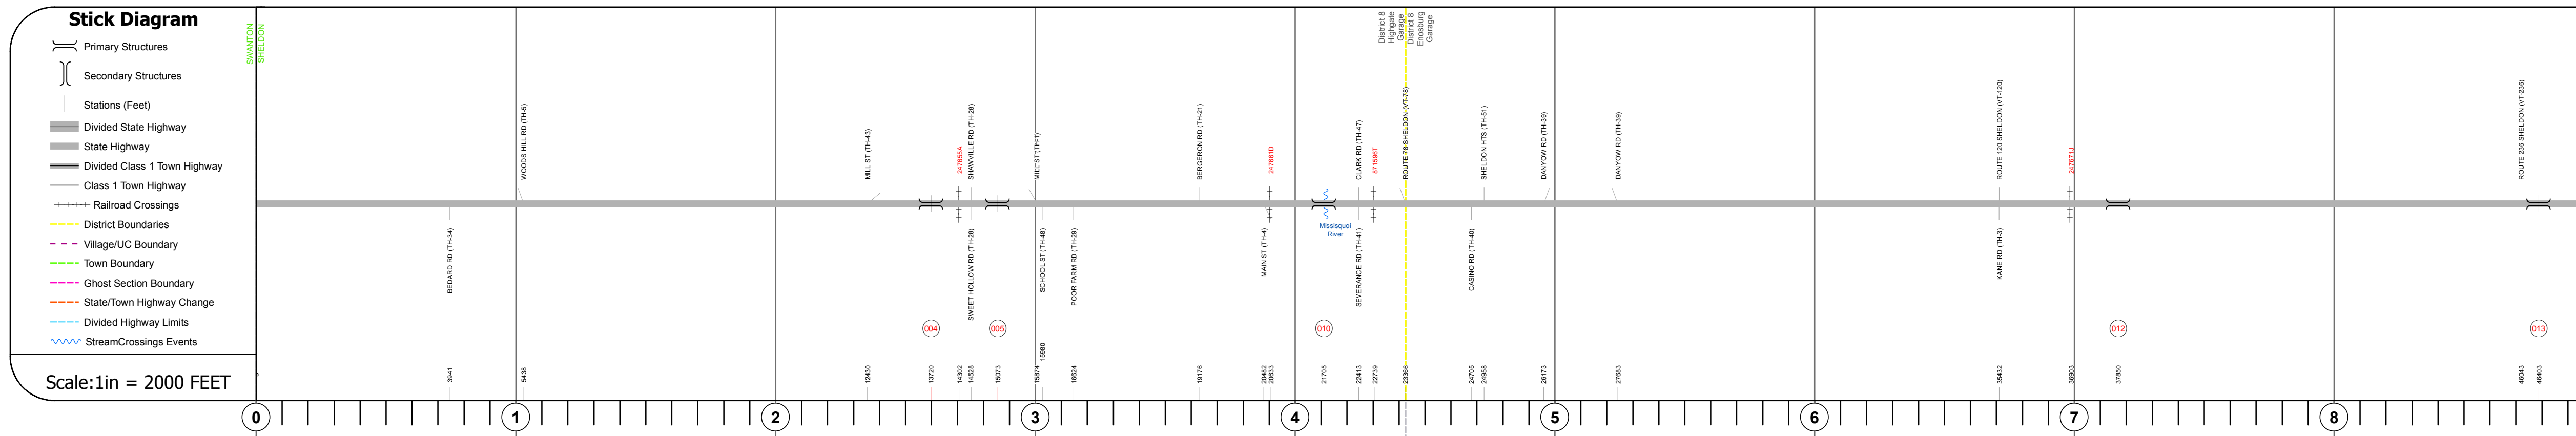 Stick Diagram
Primary Structures
Secondary Structures
Stations (Feet)
Divided State Highway
State Highway
Divided Class 1 Town Highway
Class 1 Town Highway
Railroad Crossings
District Boundaries
Village/UC Boundary
Town Boundary
Ghost Section Boundary
State/Town Highway Change
Divided Highway Limits
StreamCrossings Events
Scale:1in = 2000 FEET
SWANTON
SHELDON
District 8
Highgate
Garage
District 8
Enosburg
Garage
WOODS HILL RD (TH-5)
MILL ST (TH-43)
247655A
SHAWVILLE RD (TH-28)
MILL ST (TH-1)
BERGERON RD (TH-21)
247661D
CLARK RD (TH-47)
871596T
ROUTE 78 SHELDON (VT-78)
SHELDON HTS (TH-51)
DANYOW RD (TH-39)
DANYOW RD (TH-39)
ROUTE 120 SHELDON (VT-120)
247671J
ROUTE 236 SHELDON (VT-236)
BEDARD RD (TH-34)
SWEET HOLLOW RD (TH-28)
SCHOOL ST (TH-48)
POOR FARM RD (TH-29)
MAIN ST (TH-4)
Missisquoi
River
SEVERANCE RD (TH-41)
CASINO RD (TH-40)
KANE RD (TH-3)
004
005
010
012
013
3941
5438
12430
13720
14302
14528
15073
15874
15980
16624
19176
20482
20633
21705
22413
22739
23366
24705
24958
26173
27683
35432
36903
37850
46043
46403
0
1
2
3
4
5
6
7
8